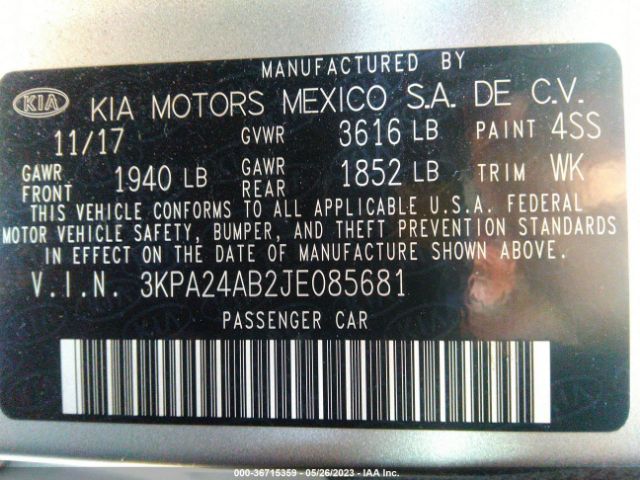 MANUFACTURED BY
KIA KIA MOTORS MEXICO S.A. DE C.V.
11/17 GVWR 3616 LB PAINT 4SS
GAWR FRONT 1940 LB GAWR REAR 1852 LB TRIM WK
THIS VEHICLE CONFORMS TO ALL APPLICABLE U.S.A. FEDERAL
MOTOR VEHICLE SAFETY, BUMPER, AND THEFT PREVENTION STANDARDS
IN EFFECT ON THE DATE OF MANUFACTURE SHOWN ABOVE.
V.I.N. 3KPA24AB2JE085681
PASSENGER CAR
000-36715359 - 05/26/2023 - IAA Inc.